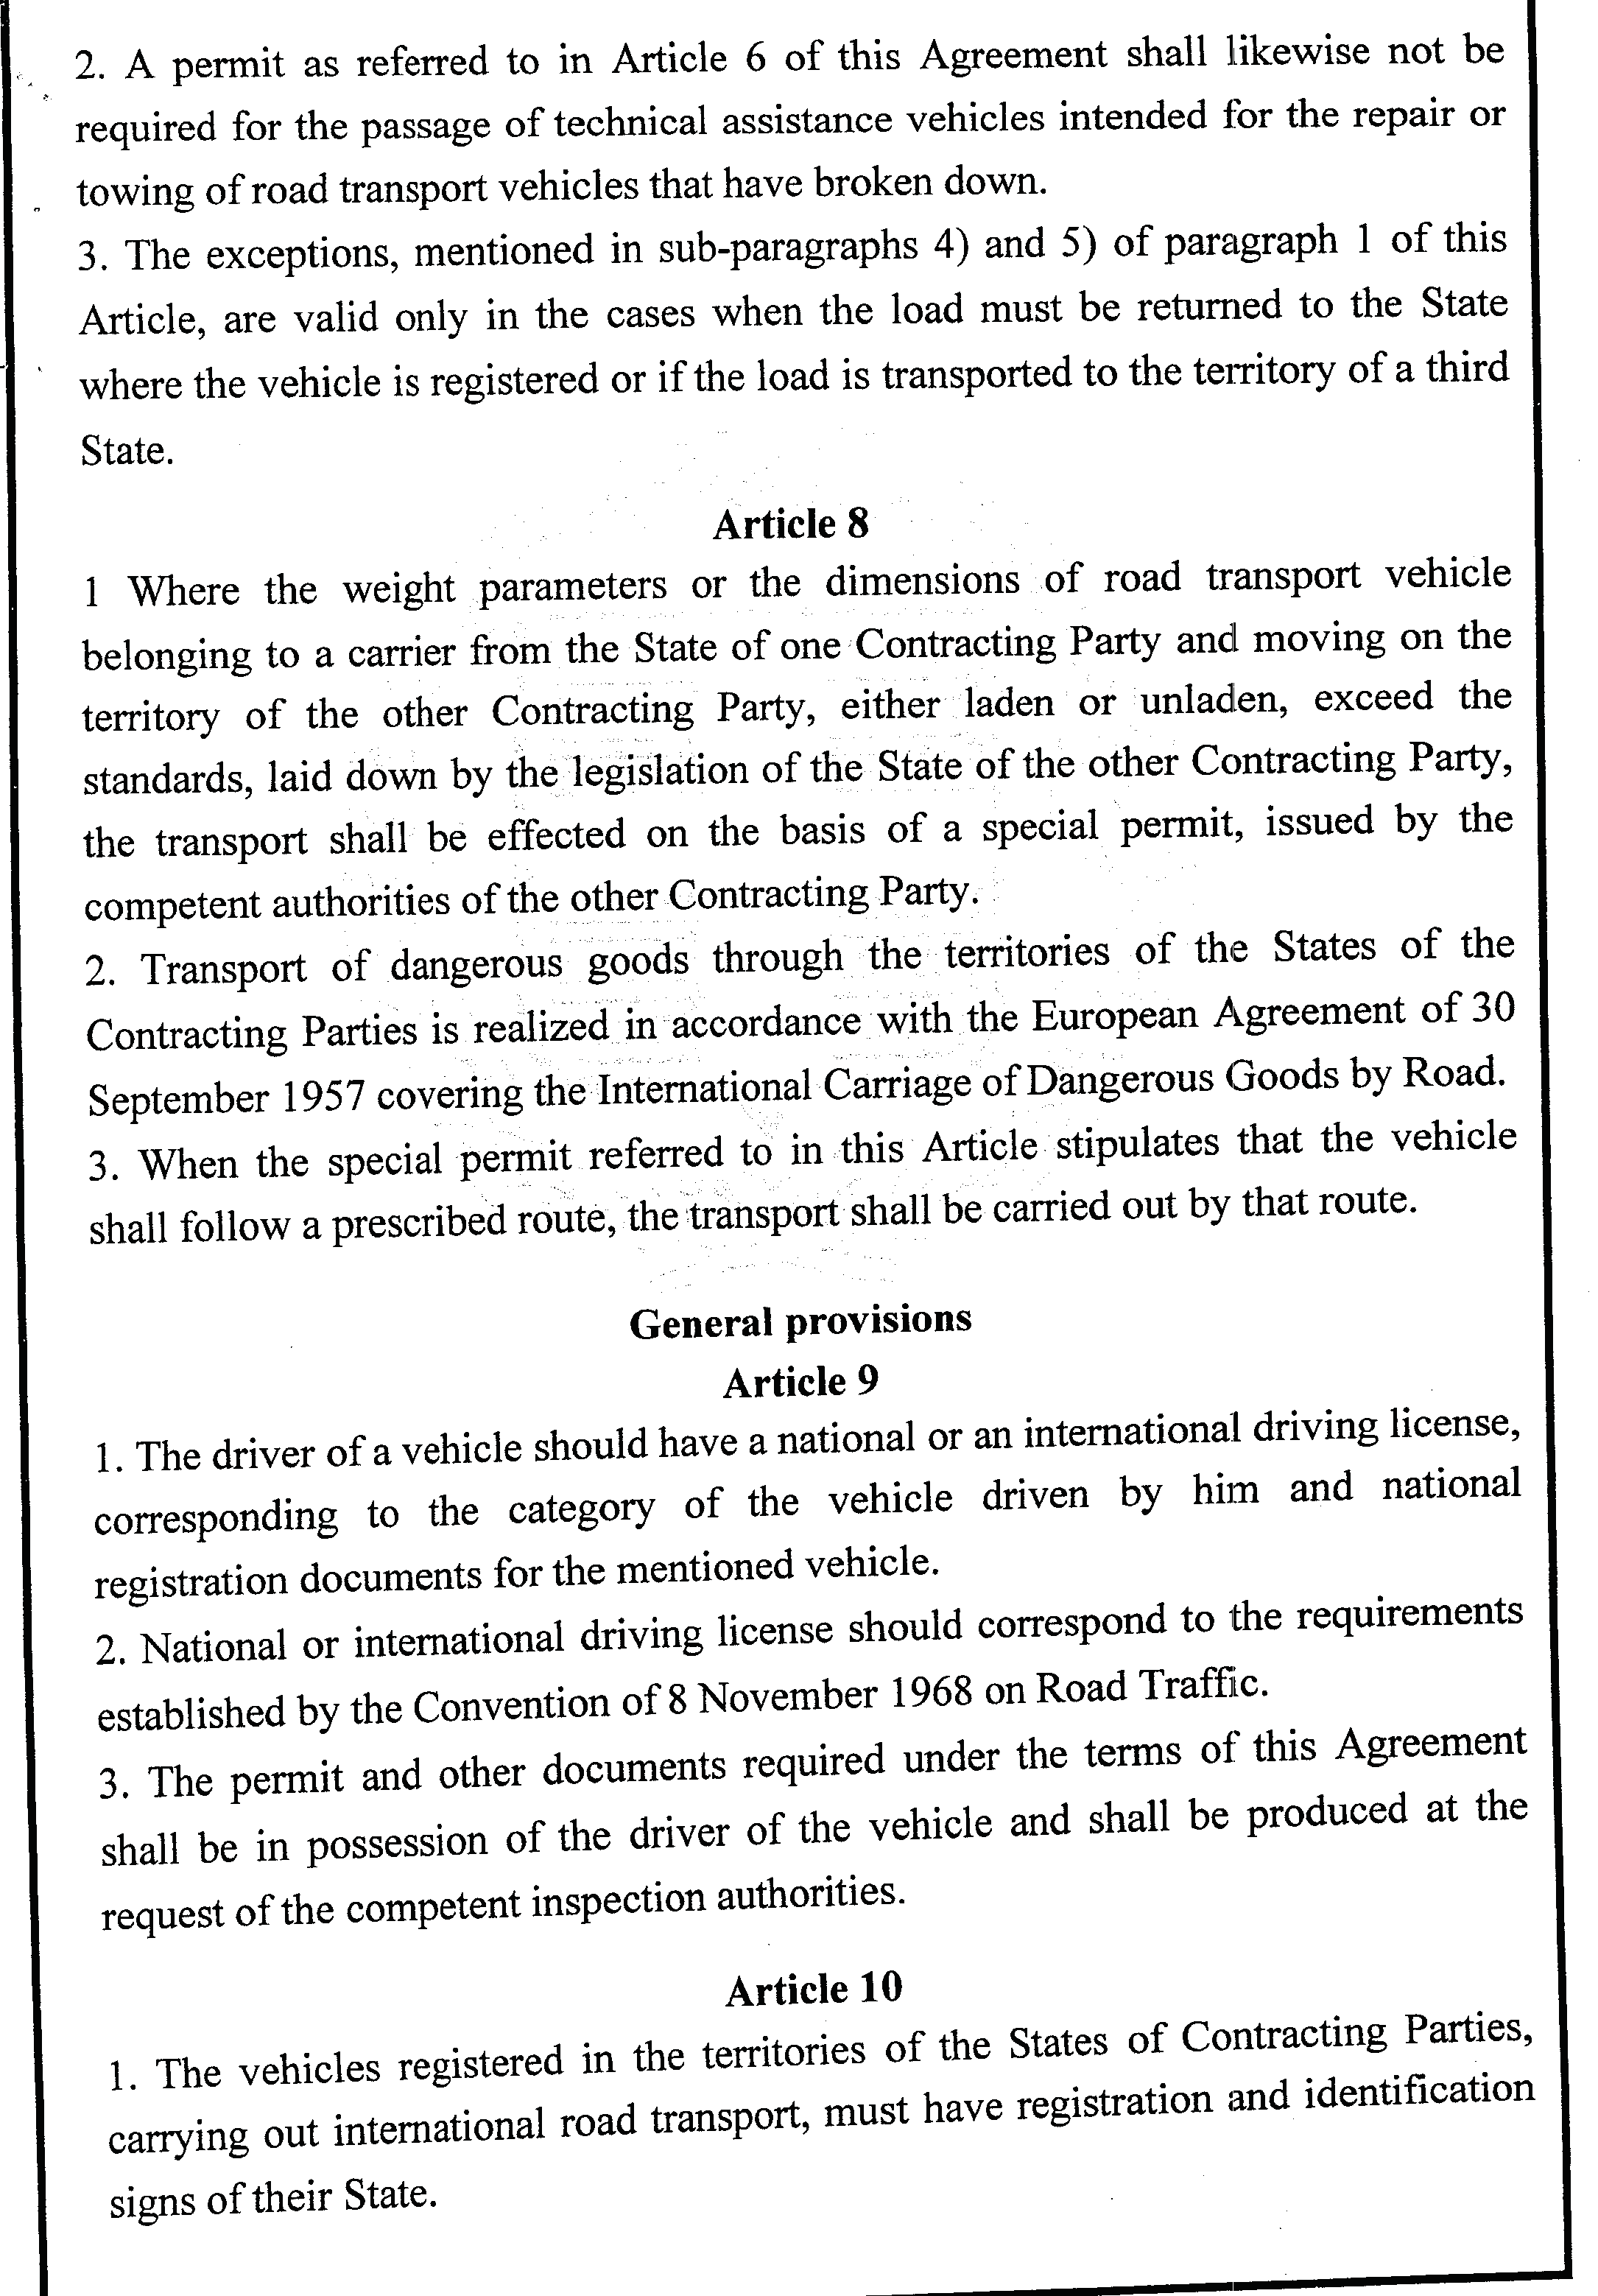 2. A permit as referred to in Article 6 of this Agreement shall likewise not be
required for the passage of technical assistance vehicles intended for the repair or
towing of road transport vehicles that have broken down.
3. The exceptions, mentioned in sub-paragraphs 4) and 5) of paragraph 1 of this
Article, are valid only in the cases when the load must be returned to the State
where the vehicle is registered or if the load is transported to the territory of a third
State.
Article 8
1 Where the weight parameters or the dimensions of road transport vehicle
belonging to a carrier from the State of one Contracting Party and moving on the
territory of the other Contracting Party, either laden or unladen, exceed the
standards, laid down by the legislation of the State of the other Contracting Party,
the transport shall be effected on the basis of a special permit, issued by the
competent authorities of the other Contracting Party.
2. Transport of dangerous goods through the territories of the States of the
Contracting Parties is realized in accordance with the European Agreement of 30
September 1957 covering the International Carriage of Dangerous Goods by Road.
3. When the special permit referred to in this Article stipulates that the vehicle
shall follow a prescribed route, the transport shall be carried out by that route.
General provisions
Article 9
1. The driver of a vehicle should have a national or an international driving license,
corresponding to the category of the vehicle driven by him and national
registration documents for the mentioned vehicle.
2. National or international driving license should correspond to the requirements
established by the Convention of 8 November 1968 on Road Traffic.
3. The permit and other documents required under the terms of this Agreement
shall be in possession of the driver of the vehicle and shall be produced at the
request of the competent inspection authorities.
Article 10
1. The vehicles registered in the territories of the States of Contracting Parties,
carrying out international road transport, must have registration and identification
signs of their State.